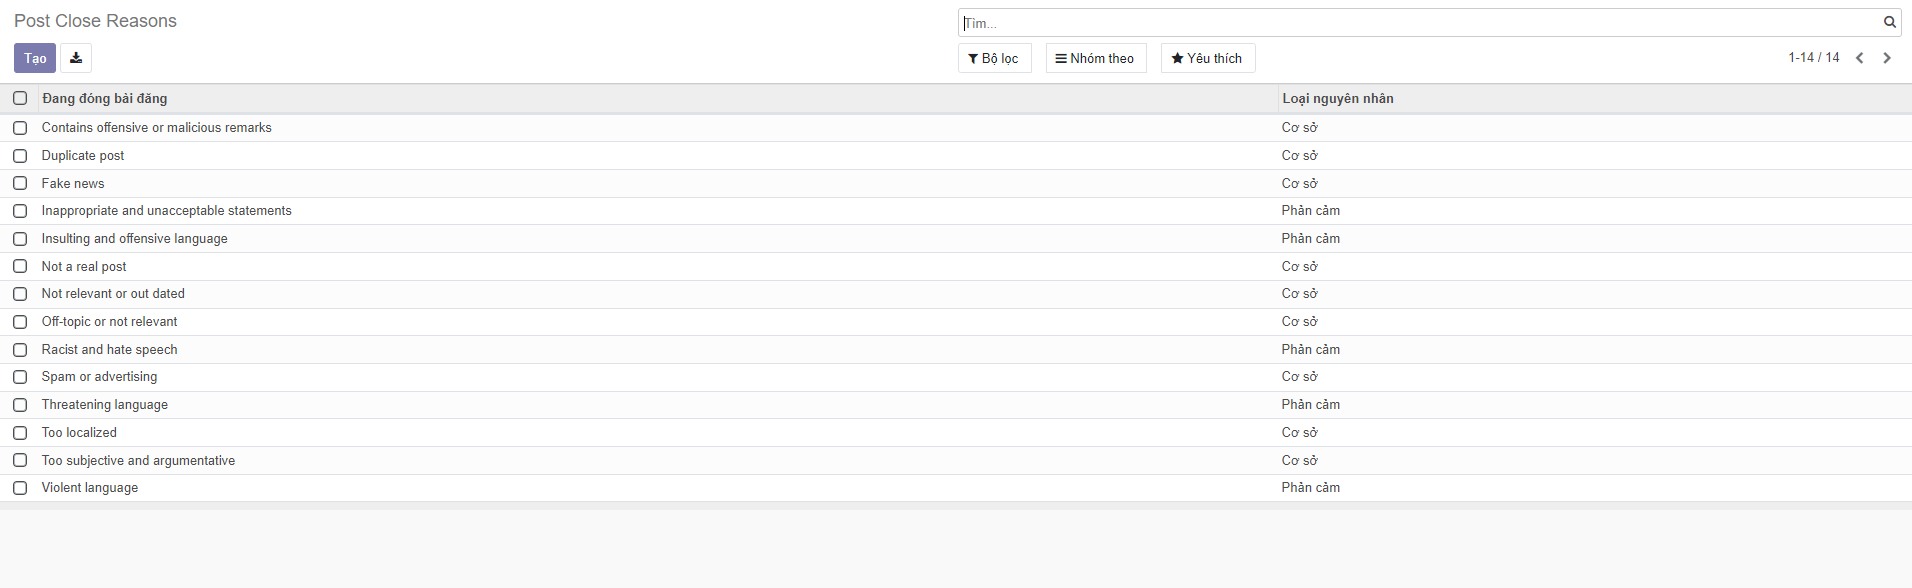 Post Close Reasons
Tìm...
Tạo
Bộ lọc
Nhóm theo
Yêu thích
1-14 / 14
Đang đóng bài đăng Loại nguyên nhân
Contains offensive or malicious remarks Cơ sở
Duplicate post Cơ sở
Fake news Cơ sở
Inappropriate and unacceptable statements Phản cảm
Insulting and offensive language Phản cảm
Not a real post Cơ sở
Not relevant or out dated Cơ sở
Off-topic or not relevant Cơ sở
Racist and hate speech Phản cảm
Spam or advertising Cơ sở
Threatening language Phản cảm
Too localized Cơ sở
Too subjective and argumentative Cơ sở
Violent language Phản cảm